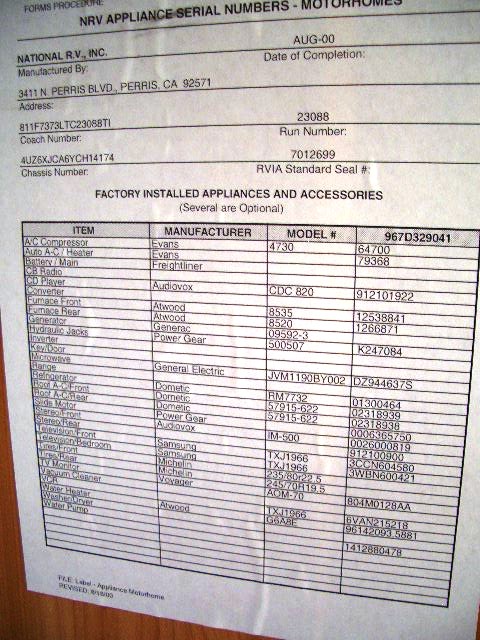 FORMS PROCEDURE
NRV APPLIANCE SERIAL NUMBERS - MOTORHOMES
NATIONAL R.V., INC. AUG-00
Manufactured By: Date of Completion:
3411 N. PERRIS BLVD., PERRIS, CA 92571
Address:
811F7373LTC23088TI 23088
Coach Number: Run Number:
4UZ6XJCA6YCH14174 7012699
Chassis Number: RVIA Standard Seal #:
FACTORY INSTALLED APPLIANCES AND ACCESSORIES
(Several are Optional)
ITEM MANUFACTURER MODEL # 967D329041
A/C Compressor Evans 4730 64700
Auto A-C / Heater Evans 79368
Battery / Main Freightliner
CB Radio
CD Player Audiovox CDC 820 912101922
Converter
Furnace Front Atwood 8535 12538841
Furnace Rear Atwood 8520 1266871
Generator Generac 09592-3
Hydraulic Jacks Power Gear 500507 K247084
Inverter
Key/Door
Microwave General Electric JVM1190BY002 DZ944637S
Range
Refrigerator Dometic RM7732 01300464
Roof A-C/Front Dometic 57915-622 02318939
Roof A-C/Rear Dometic 57915-622 02318938
Slide Motor Power Gear 0006365750
Stereo/Front Audiovox IM-500 0026000819
Stereo/Rear 912100900
Television/Front Samsung TXJ1966 3CCN604580
Television/Bedroom Samsung TXJ1966 3WBN600421
Tires/Front Michelin 235/80r22.5
Tires/Rear Michelin 245/70R19.5
TV Monitor Voyager AOM-70 804M0128AA
Vacuum Cleaner
VCR TXJ1966 6VAN215218
Water Heater Atwood G6A8E 96142093.5881
Washer/Dryer
Water Pump 1412880478
FILE: Label - Appliance Motorhome
REVISED: 8/16/00